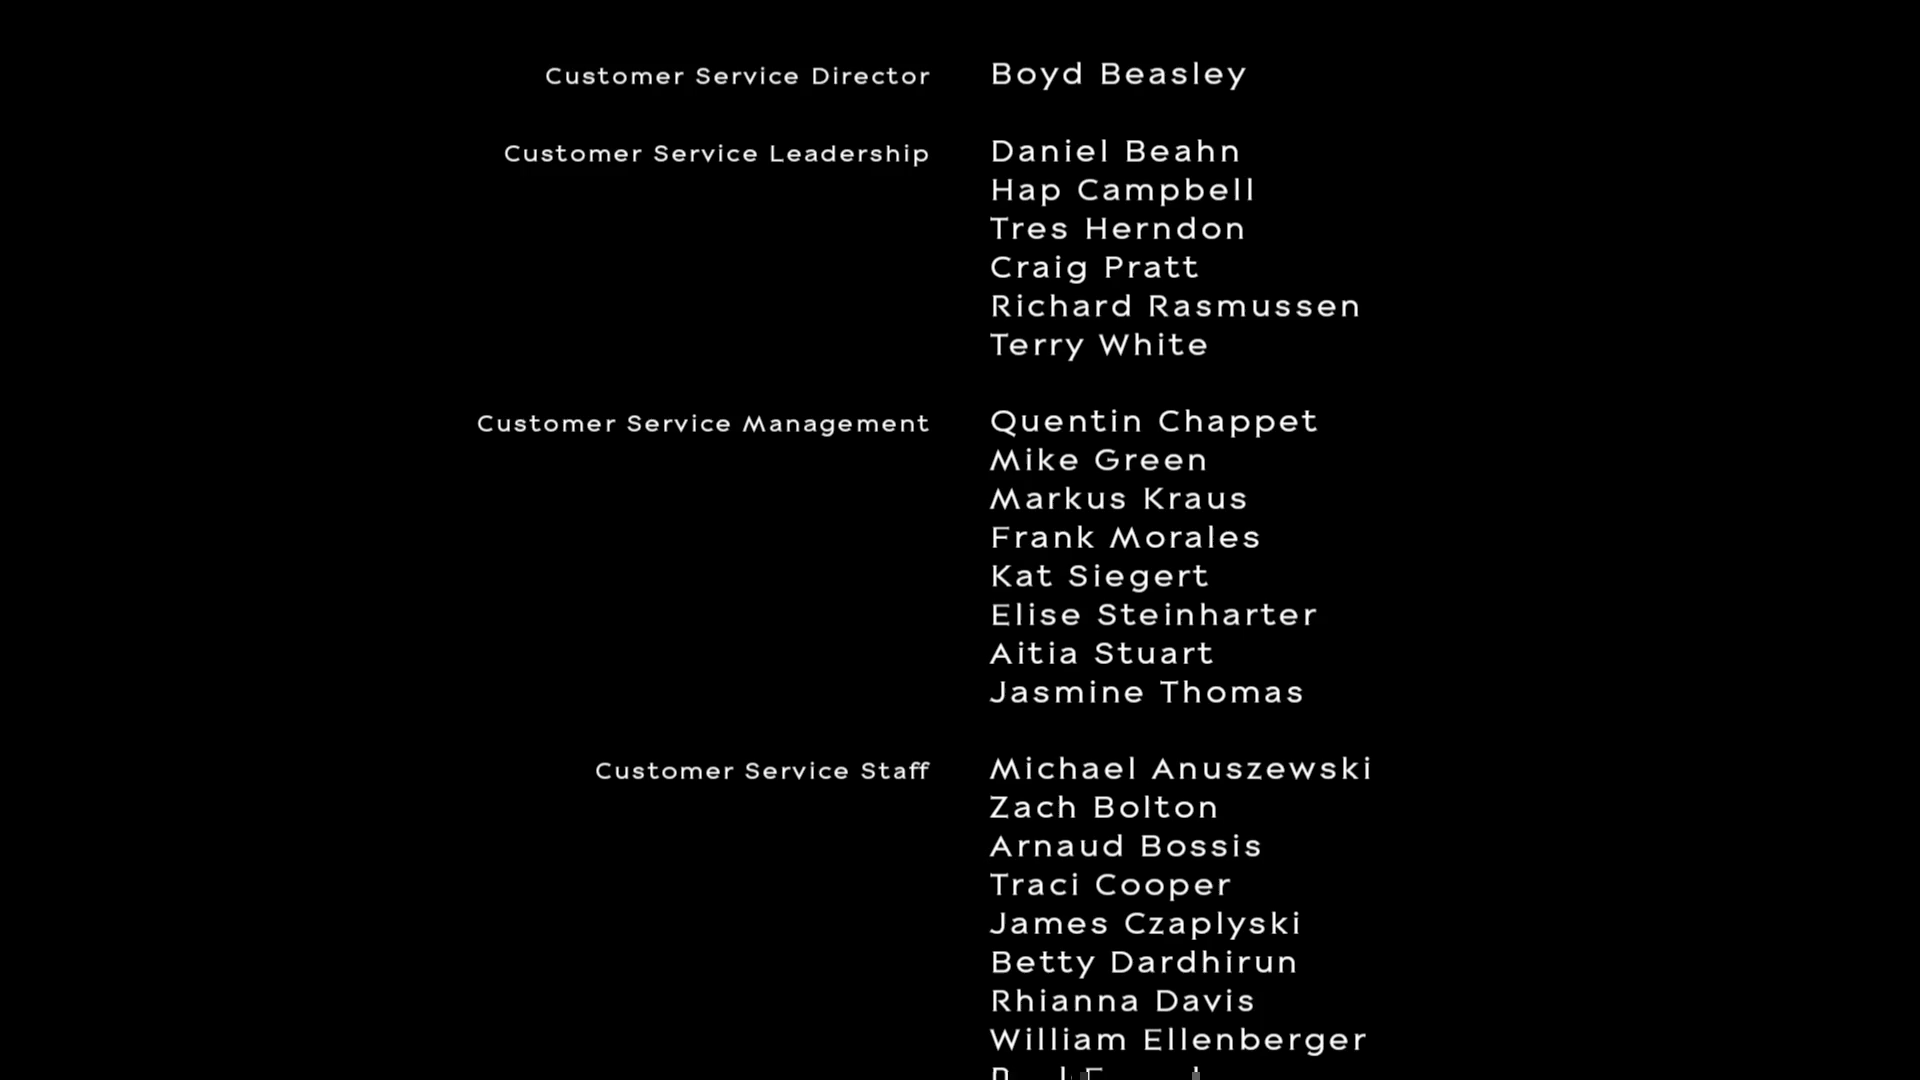 Customer Service Director Boyd Beasley
Customer Service Leadership Daniel Beahn
Hap Campbell
Tres Herndon
Craig Pratt
Richard Rasmussen
Terry White
Customer Service Management Quentin Chappet
Mike Green
Markus Kraus
Frank Morales
Kat Siegert
Elise Steinharter
Aitia Stuart
Jasmine Thomas
Customer Service Staff Michael Anuszewski
Zach Bolton
Arnaud Bossis
Traci Cooper
James Czaplyski
Betty Dardhirun
Rhianna Davis
William Ellenberger